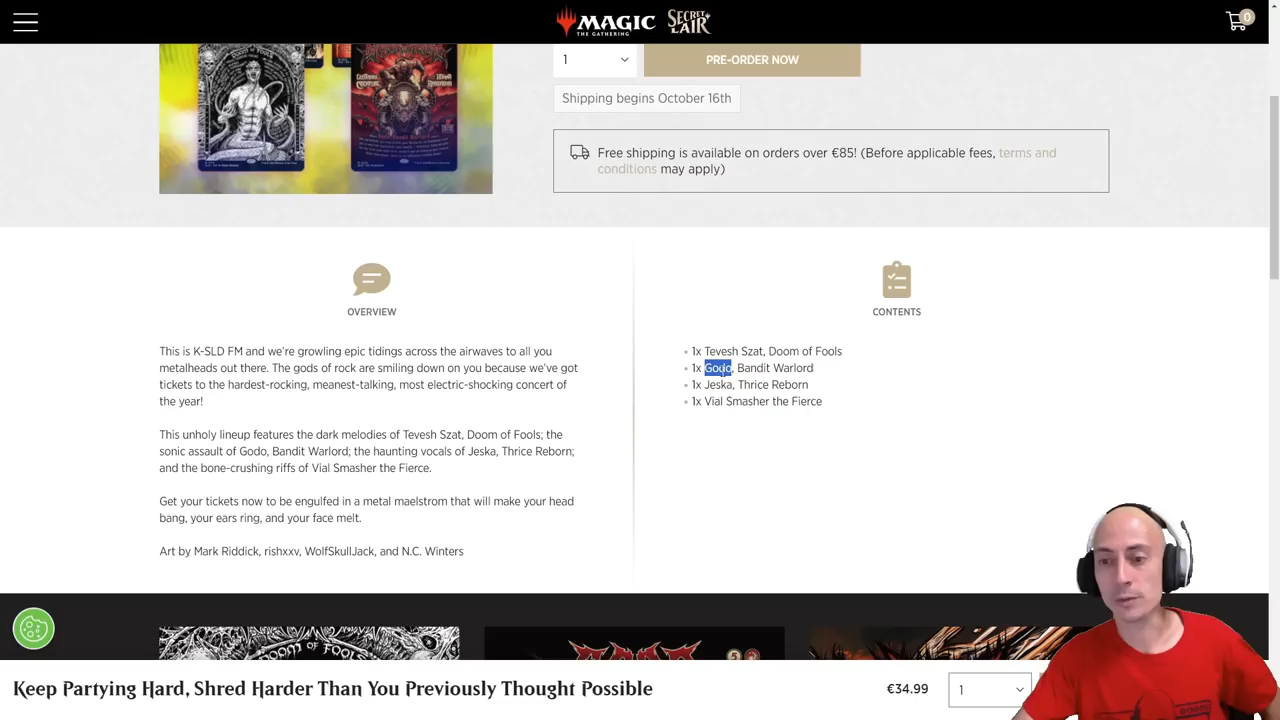 MAGIC
THE GATHERING
SECRET
LAIR
0
1
PRE-ORDER NOW
Shipping begins October 16th
Free shipping is available on orders over €85! (Before applicable fees, terms and
conditions may apply)
OVERVIEW
This is K-SLD FM and we're growling epic tidings across the airwaves to all you
metalheads out there. The gods of rock are smiling down on you because we've got
tickets to the hardest-rocking, meanest-talking, most electric-shocking concert of
the year!
This unholy lineup features the dark melodies of Tevesh Szat, Doom of Fools; the
sonic assault of Godo, Bandit Warlord; the haunting vocals of Jeska, Thrice Reborn;
and the bone-crushing riffs of Vial Smasher the Fierce.
Get your tickets now to be engulfed in a metal maelstrom that will make your head
bang, your ears ring, and your face melt.
Art by Mark Riddick, rishxxv, WolfSkullJack, and N.C. Winters
CONTENTS
1x Tevesh Szat, Doom of Fools
1x Godo, Bandit Warlord
1x Jeska, Thrice Reborn
1x Vial Smasher the Fierce
DOOM OF FOOLS
5
Keep Partying Hard, Shred Harder Than You Previously Thought Possible
€34.99
1